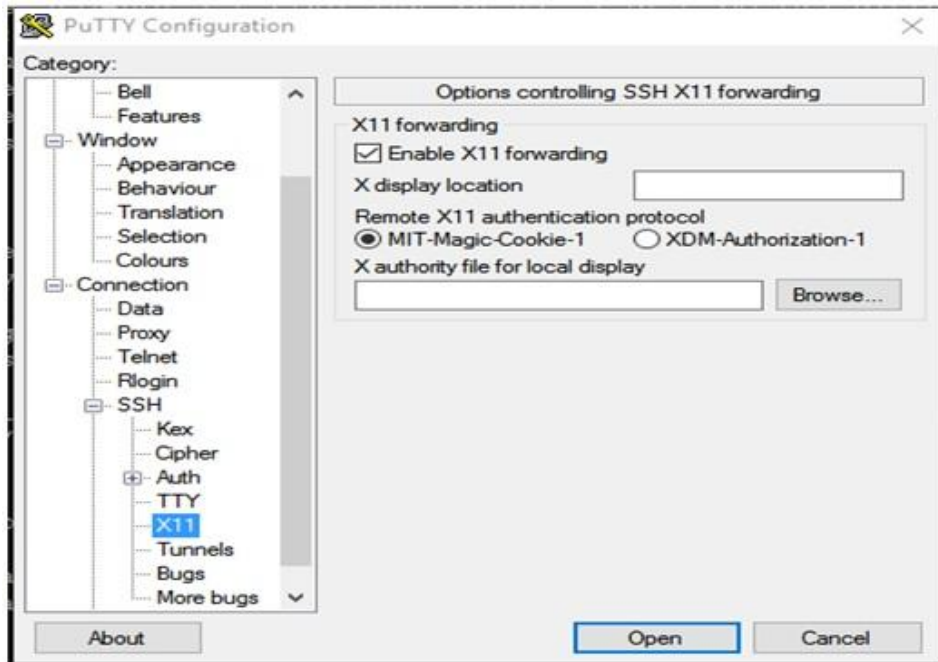 PuTTY Configuration
Category:
Bell
Features
Window
Appearance
Behaviour
Translation
Selection
Colours
Connection
Data
Proxy
Telnet
Rlogin
SSH
Kex
Cipher
Auth
TTY
X11
Tunnels
Bugs
More bugs
Options controlling SSH X11 forwarding
X11 forwarding
Enable X11 forwarding
X display location
Remote X11 authentication protocol
MIT-Magic-Cookie-1 XDM-Authorization-1
X authority file for local display
Browse...
About Open Cancel